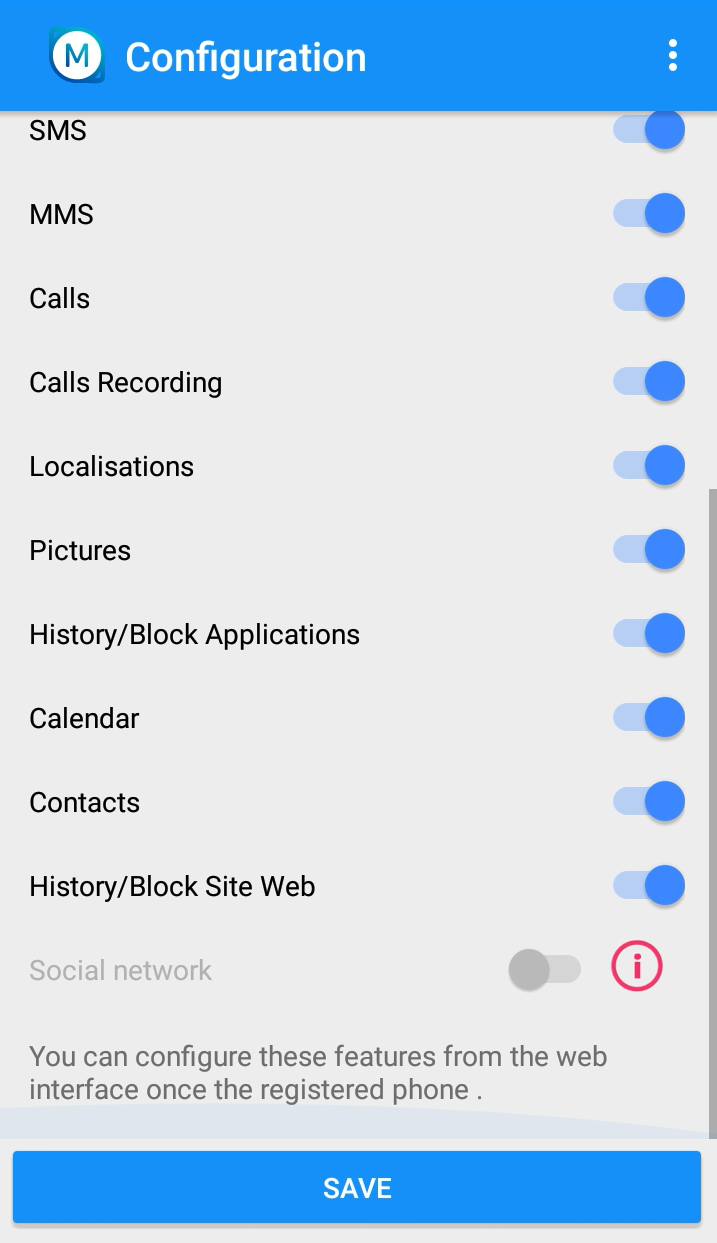 M Configuration
SMS
MMS
Calls
Calls Recording
Localisations
Pictures
History/Block Applications
Calendar
Contacts
History/Block Site Web
Social network
You can configure these features from the web
interface once the registered phone .
SAVE